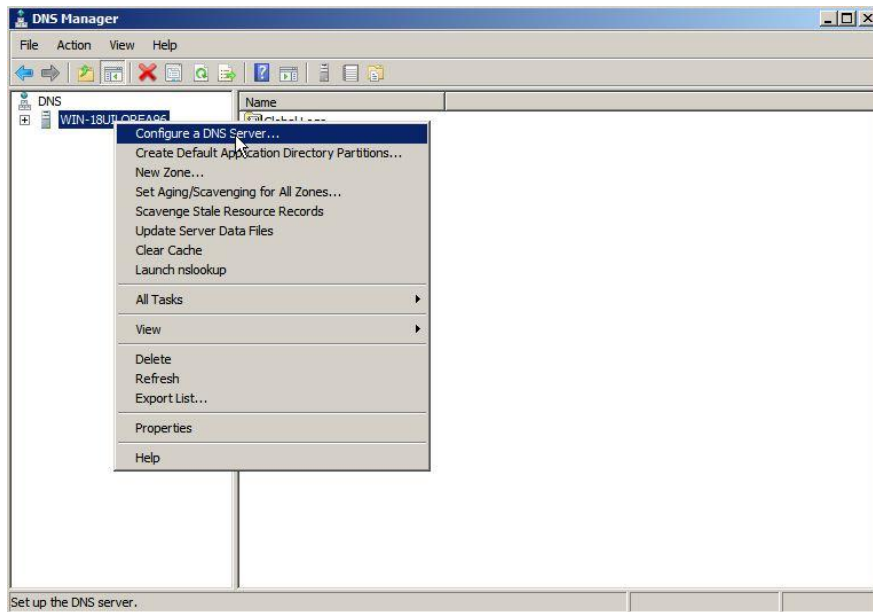 DNS Manager
File Action View Help
DNS
Name
Configure a DNS Server...
Create Default Application Directory Partitions...
New Zone...
Set Aging/Scavenging for All Zones...
Scavenge Stale Resource Records
Update Server Data Files
Clear Cache
Launch nslookup
All Tasks
View
Delete
Refresh
Export List...
Properties
Help
Set up the DNS server.